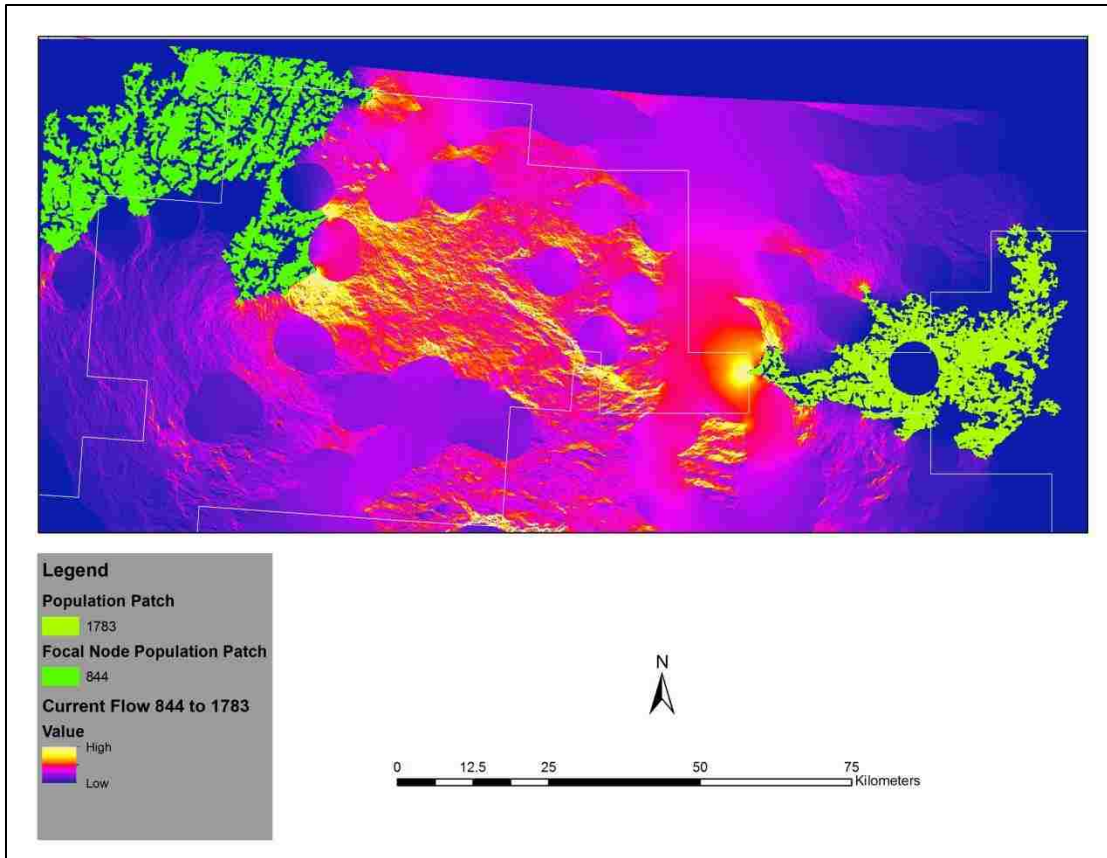 Legend
Population Patch
1783
Focal Node Population Patch
844
Current Flow 844 to 1783
Value
High
Low
N
0 12.5 25 50 75
Kilometers